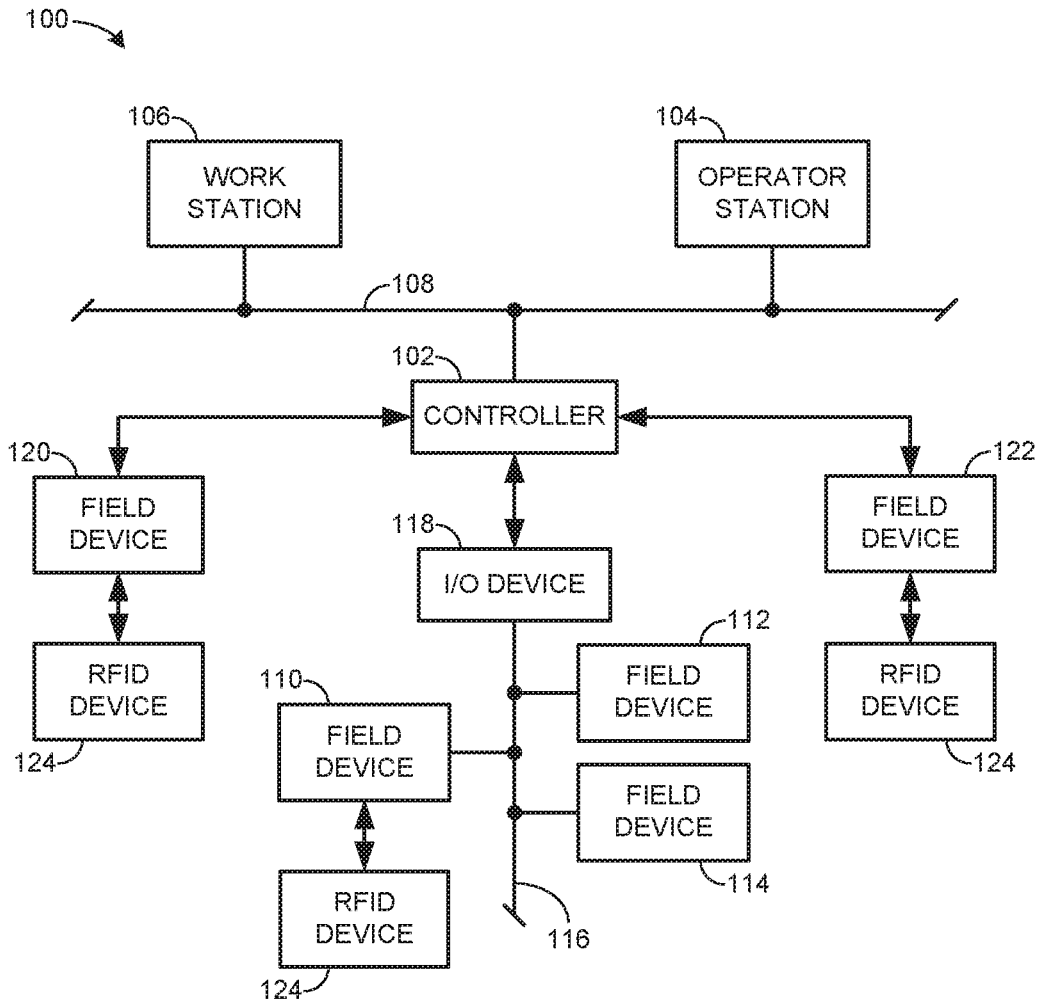 100
106
104
WORK
STATION
OPERATOR
STATION
108
102
CONTROLLER
120
122
FIELD
DEVICE
FIELD
DEVICE
118
I/O DEVICE
112
RFID
DEVICE
124
110
FIELD
DEVICE
FIELD
DEVICE
RFID
DEVICE
124
FIELD
DEVICE
114
RFID
DEVICE
124
116